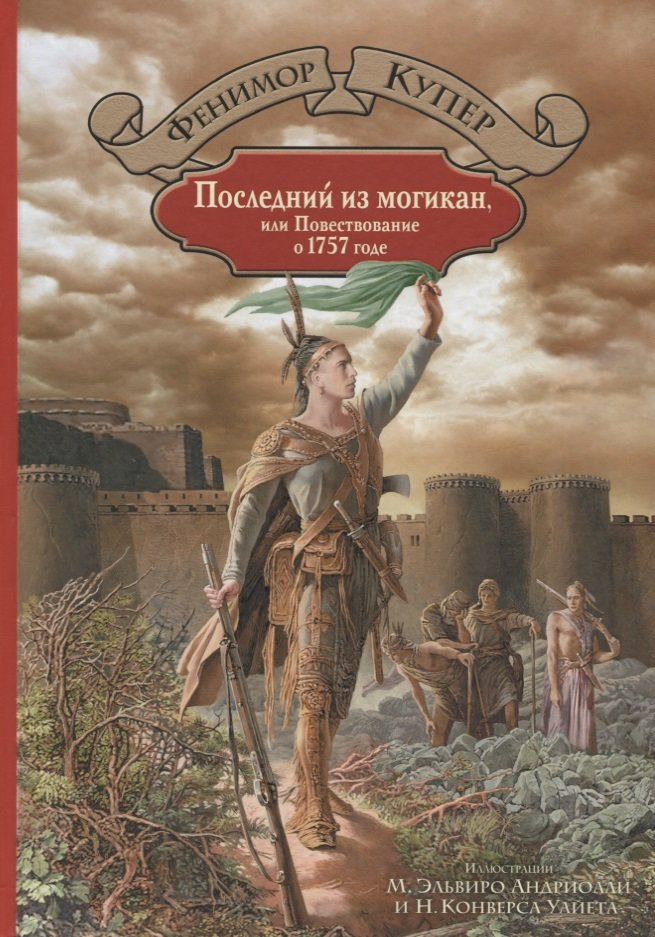 Фенимор Купер
Последний из могикан,
или Повествование
о 1757 годе
Иллюстрации
М. Эльвиро Андриолли
и Н. Конверса Уайета